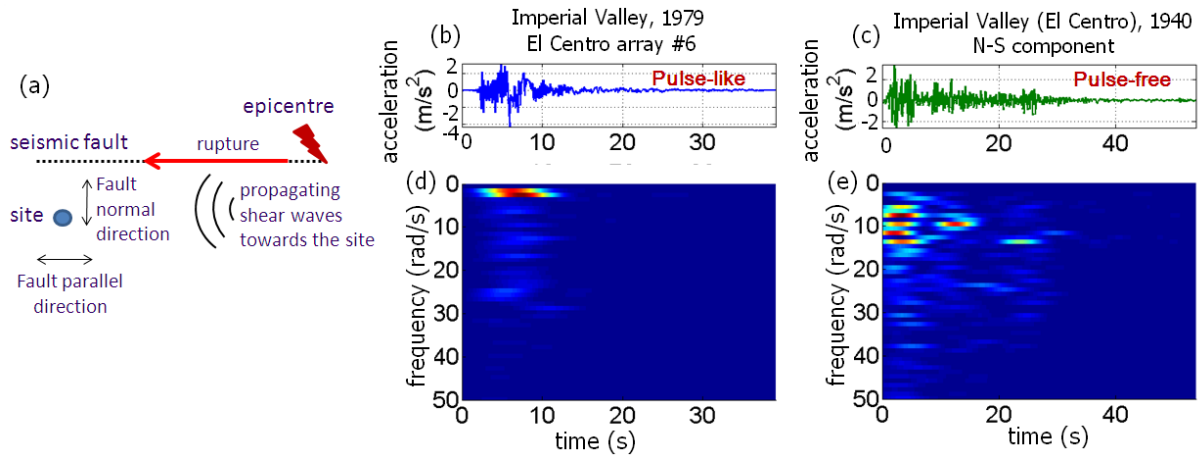 (a)
epicentre
seismic fault
rupture
Fault
normal
direction
site
propagating
shear waves
towards the site
Fault parallel
direction
Imperial Valley, 1979
El Centro array #6
(b)
acceleration
(m/s²)
2
0
-2
-4
Pulse-like
10
20
30
Imperial Valley (El Centro), 1940
N-S component
(c)
acceleration
(m/s²)
2
0
-2
Pulse-free
0
20
40
(d)
frequency (rad/s)
0
10
20
30
40
50
0
10
20
30
time (s)
(e)
frequency (rad/s)
0
10
20
30
40
50
0
20
40
time (s)